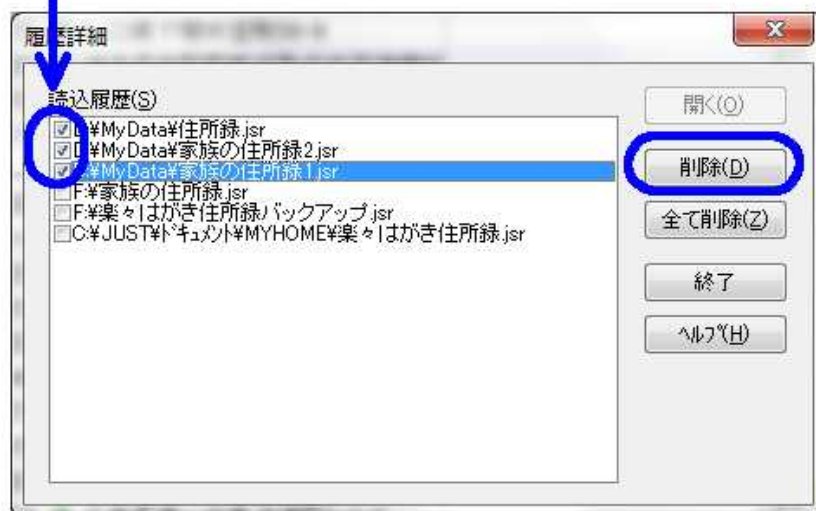 履歴詳細
読込履歴(S)
D:¥MyData¥住所録.jsr
D:¥MyData¥家族の住所録2.jsr
¥MyData¥家族の住所録1.jsr
F:¥家族の住所録.jsr
F:¥楽々はがき住所録バックアップ.jsr
C:¥JUST¥ドキュメント¥MYHOME¥楽々はがき住所録.jsr
開く(O)
削除(D)
全て削除(Z)
終了
ヘルプ(H)